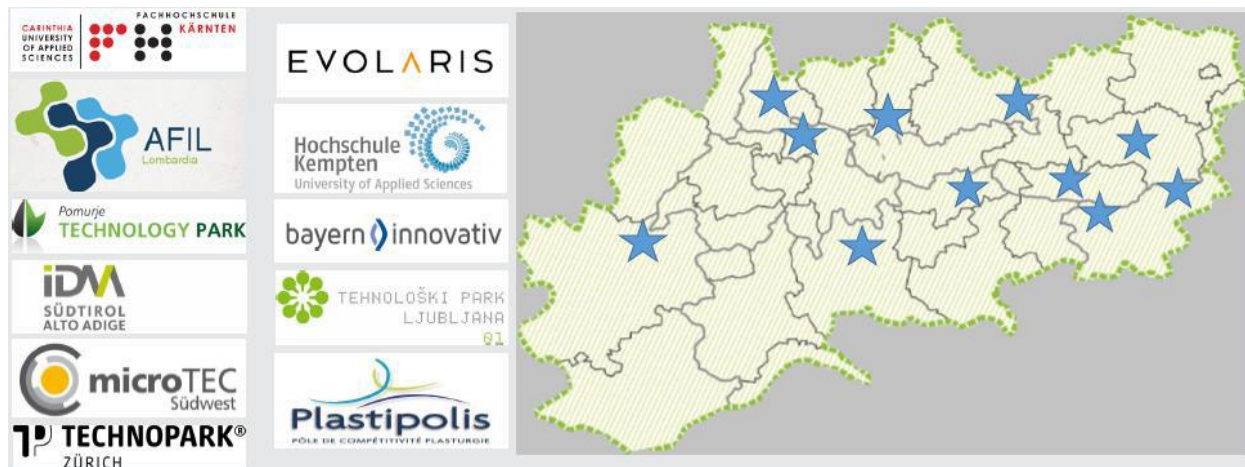 CARINTHIA
UNIVERSITY
OF APPLIED
SCIENCES
FACHHOCHSCHULE
KÄRNTEN
AFIL
Lombardia
Pomurje
TECHNOLOGY PARK
iDM
SÜDTIROL
ALTO ADIGE
microTEC
Südwest
TECHNOPARK®
ZÜRICH
EVOLARIS
Hochschule
Kempten
University of Applied Sciences
bayern innovativ
TEHNOLOŠKI PARK
LJUBLJANA
01
Plastipolis
PÔLE DE COMPÉTITIVITÉ PLASTURGIE